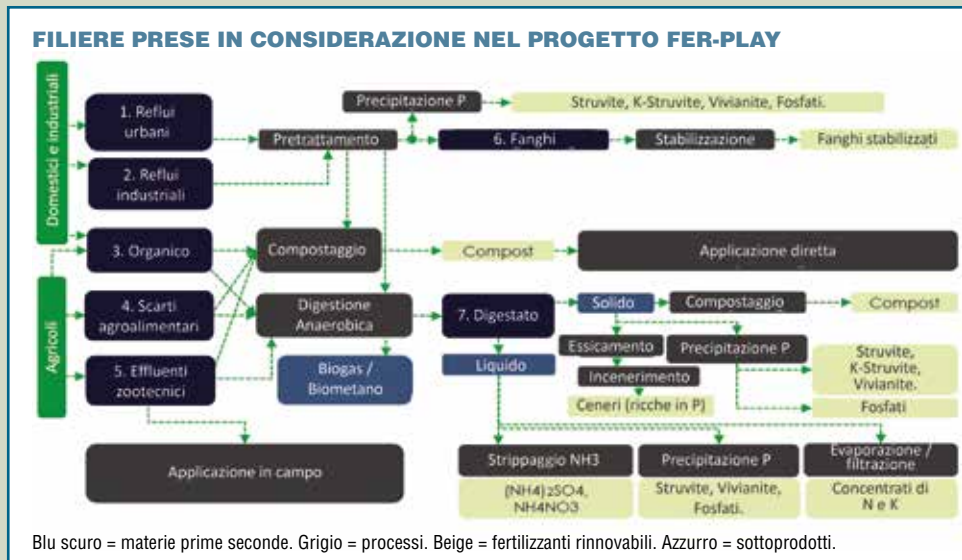 FILIERE PRESE IN CONSIDERAZIONE NEL PROGETTO FER-PLAY
Domestici e industriali
Agricoli
1. Reflui
urbani
2. Reflui
industriali
3. Organico
4. Scarti
agroalimentari
5. Effluenti
zootecnici
Precipitazione P
Struvite, K-Struvite, Vivianite, Fosfati.
Pretrattamento
6. Fanghi
Stabilizzazione
Fanghi stabilizzati
Compostaggio
Compost
Applicazione diretta
Digestione
Anaerobica
Biogas /
Biometano
7. Digestato
Liquido
Solido
Compostaggio
Compost
Essicamento
Incenerimento
Ceneri (ricche in P)
Precipitazione P
Struvite,
K-Struvite,
Vivianite.
Fosfati
Applicazione in campo
Strippaggio NH3
(NH4)2SO4,
NH4NO3
Precipitazione P
Struvite, Vivianite,
Fosfati.
Evaporazione /
filtrazione
Concentrati di
N e K
Blu scuro = materie prime seconde. Grigio = processi. Beige = fertilizzanti rinnovabili. Azzurro = sottoprodotti.